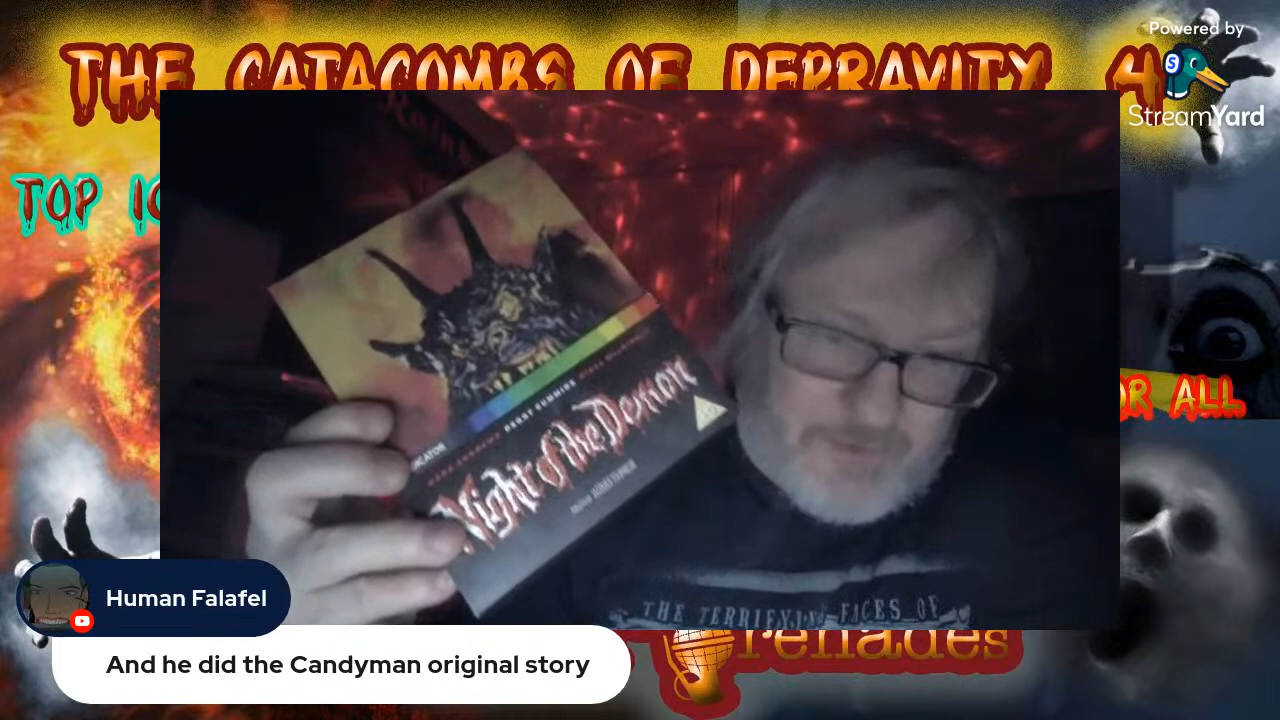 THE CATACOMBS OF DEPRAVITY 4
Powered by
StreamYard
TOP 10
OR ALL
PEGGY CUMMINS
Night of the Demon
THE TERRIFYING FACES OF
renades
Human Falafel
And he did the Candyman original story